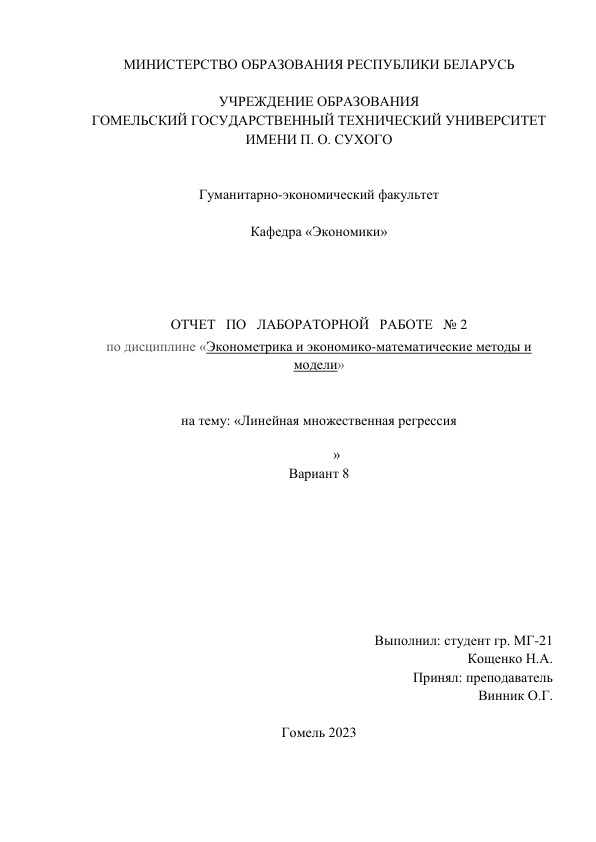 МИНИСТЕРСТВО ОБРАЗОВАНИЯ РЕСПУБЛИКИ БЕЛАРУСЬ
УЧРЕЖДЕНИЕ ОБРАЗОВАНИЯ
ГОМЕЛЬСКИЙ ГОСУДАРСТВЕННЫЙ ТЕХНИЧЕСКИЙ УНИВЕРСИТЕТ
ИМЕНИ П. О. СУХОГО
Гуманитарно-экономический факультет
Кафедра «Экономики»
ОТЧЕТ ПО ЛАБОРАТОРНОЙ РАБОТЕ № 2
по дисциплине «Эконометрика и экономико-математические методы и
модели»
на тему: «Линейная множественная регрессия
»
Вариант 8
Выполнил: студент гр. МГ-21
Кощенко Н.А.
Принял: преподаватель
Винник О.Г.
Гомель 2023